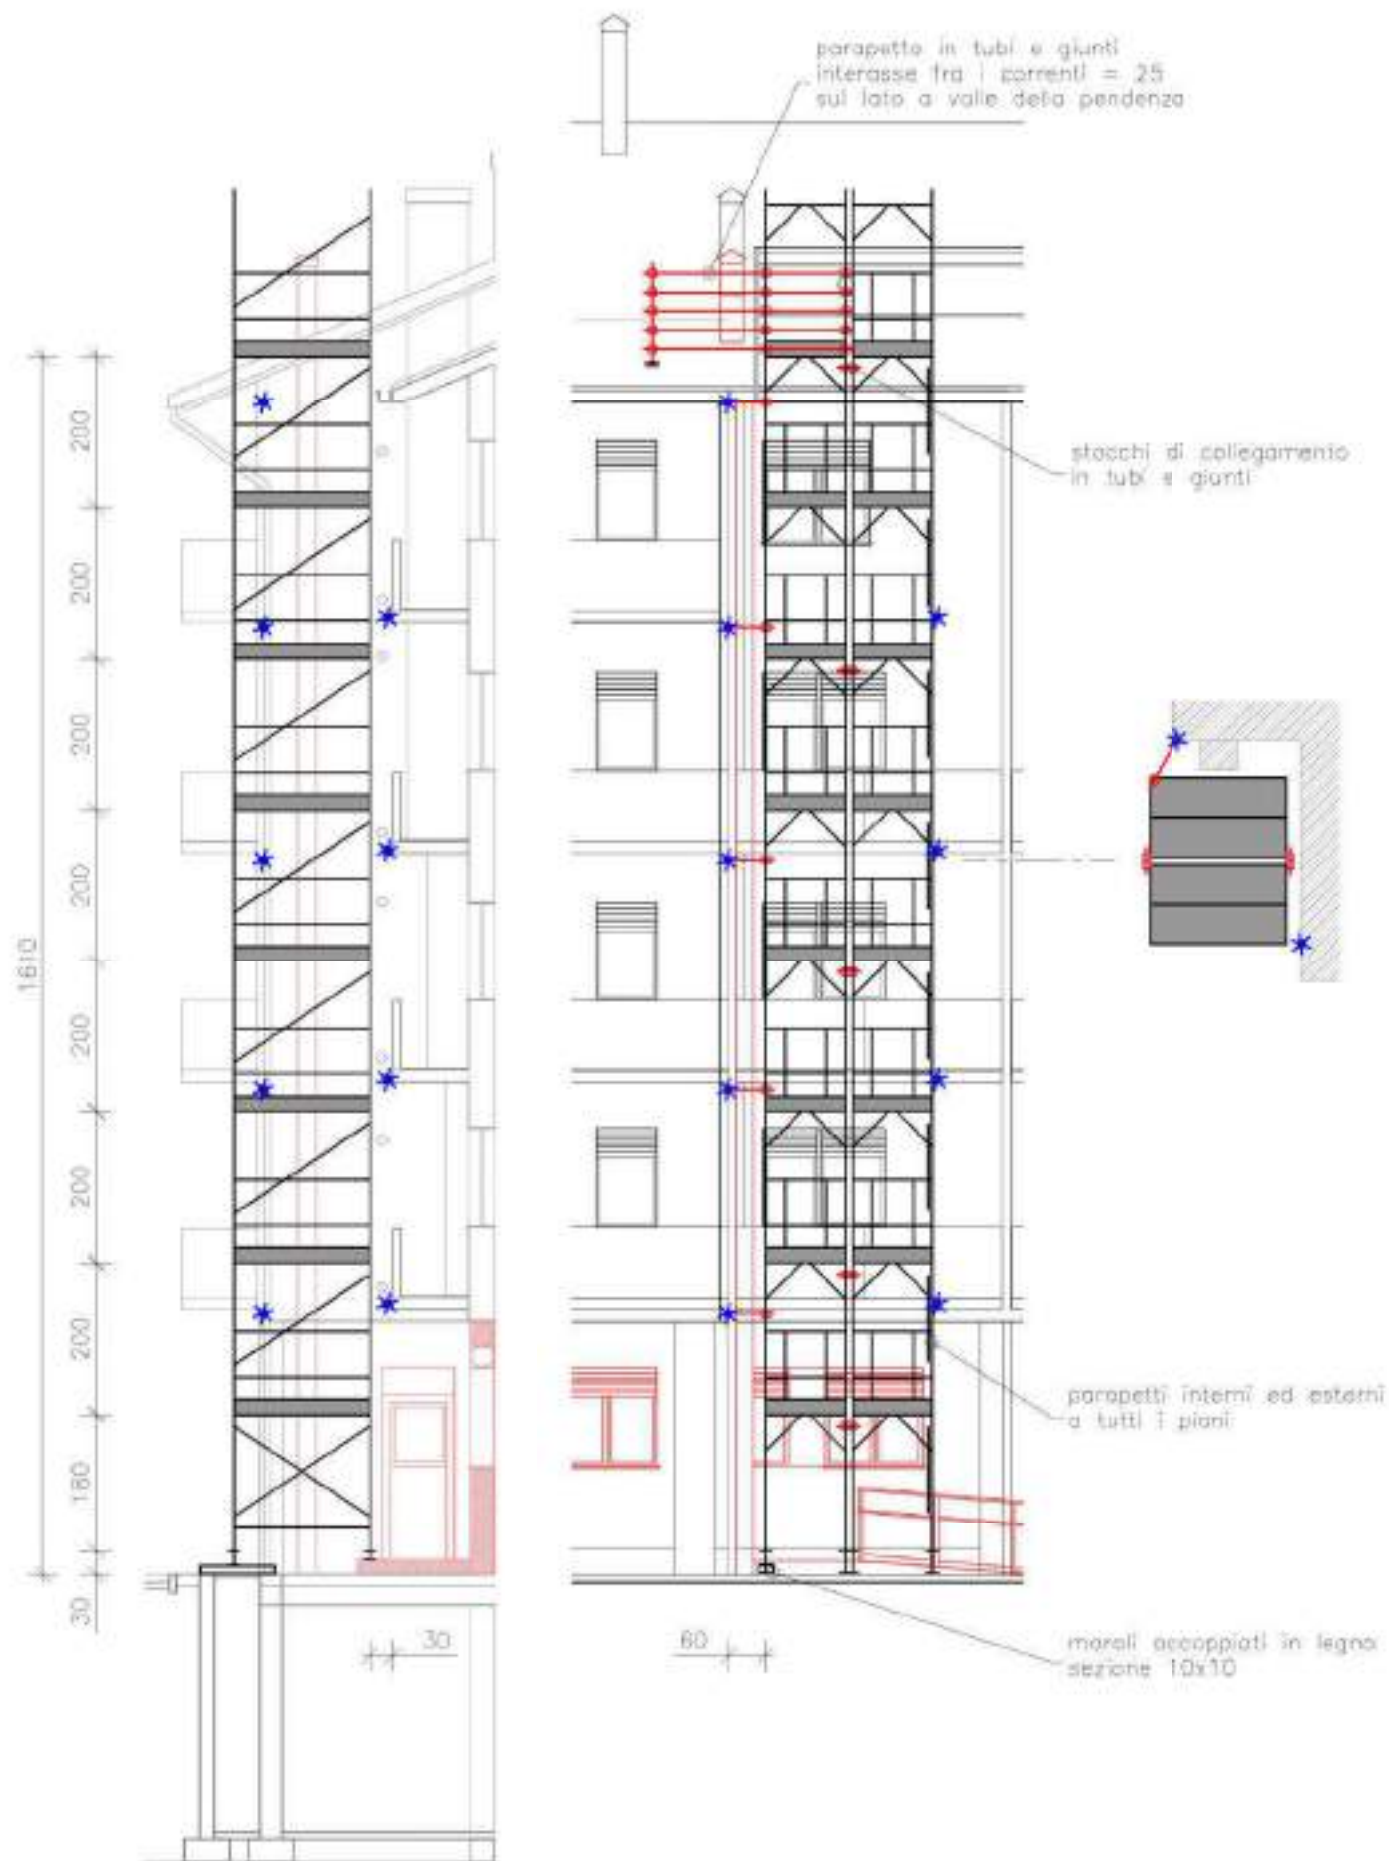 parapetto in tubi e giunti
interasse fra i correnti = 25
sul lato a valle della pendenza
stocchi di collegamento
in tubi e giunti
parapetti interni ed esterni
a tutti i piani
morali accoppiati in legno
sezione 10x10
1610
200
200
200
200
200
200
200
180
30
30
60